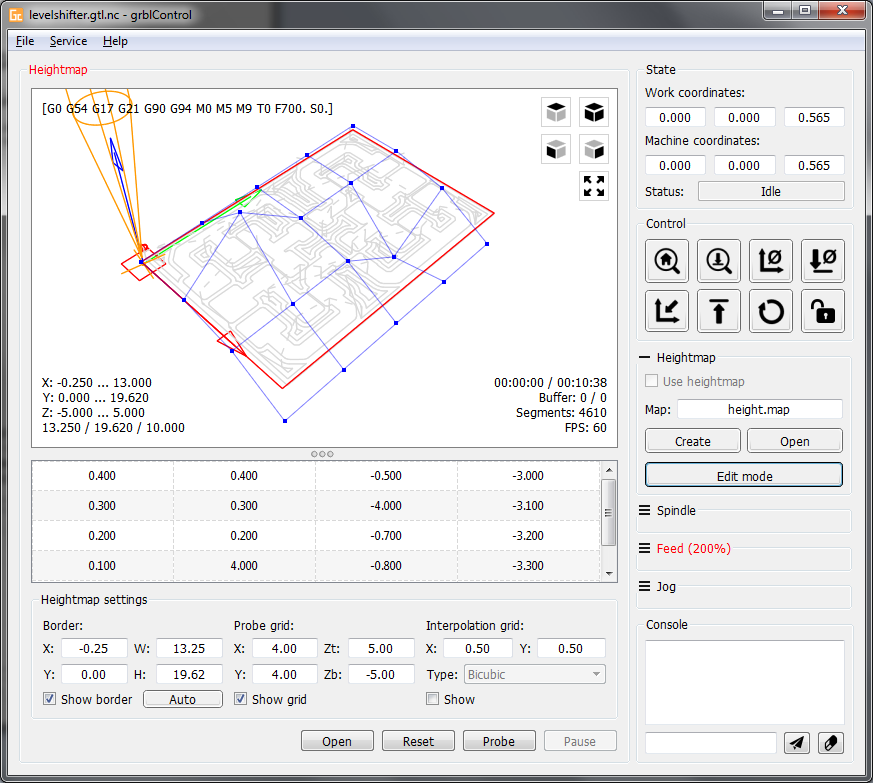 levelshifter.gtl.nc - grblControl
File Service Help
Heightmap
[G0 G54 G17 G21 G90 G94 M0 M5 M9 T0 F700. S0.]
X: -0.250 ... 13.000
Y: 0.000 ... 19.620
Z: -5.000 ... 5.000
13.250 / 19.620 / 10.000
00:00:00 / 00:10:38
Buffer: 0 / 0
Segments: 4610
FPS: 60
0.400 0.400 -0.500 -3.000
0.300 0.300 -4.000 -3.100
0.200 0.200 -0.700 -3.200
0.100 4.000 -0.800 -3.300
Heightmap settings
Border: Probe grid: Interpolation grid:
X: -0.25 W: 13.25 X: 4.00 Zt: 5.00 X: 0.50 Y: 0.50
Y: 0.00 H: 19.62 Y: 4.00 Zb: -5.00 Type: Bicubic
Show border Auto Show grid Show
Open Reset Probe Pause
State
Work coordinates:
0.000 0.000 0.565
Machine coordinates:
0.000 0.000 0.565
Status: Idle
Control
Heightmap
Use heightmap
Map: height.map
Create Open
Edit mode
Spindle
Feed (200%)
Jog
Console